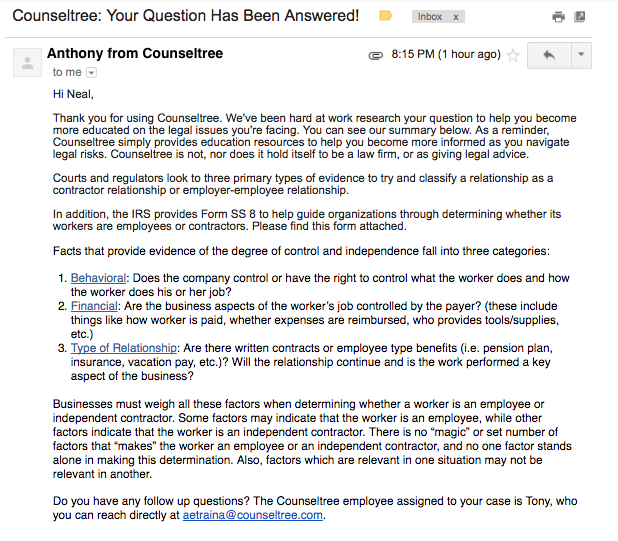 Counseltree: Your Question Has Been Answered!
Inbox x
Anthony from Counseltree
8:15 PM (1 hour ago)
to me
Hi Neal,
Thank you for using Counseltree. We've been hard at work research your question to help you become
more educated on the legal issues you're facing. You can see our summary below. As a reminder,
Counseltree simply provides education resources to help you become more informed as you navigate
legal risks. Counseltree is not, nor does it hold itself to be a law firm, or as giving legal advice.
Courts and regulators look to three primary types of evidence to try and classify a relationship as a
contractor relationship or employer-employee relationship.
In addition, the IRS provides Form SS 8 to help guide organizations through determining whether its
workers are employees or contractors. Please find this form attached.
Facts that provide evidence of the degree of control and independence fall into three categories:
1. Behavioral: Does the company control or have the right to control what the worker does and how
the worker does his or her job?
2. Financial: Are the business aspects of the worker's job controlled by the payer? (these include
things like how worker is paid, whether expenses are reimbursed, who provides tools/supplies,
etc.)
3. Type of Relationship: Are there written contracts or employee type benefits (i.e. pension plan,
insurance, vacation pay, etc.)? Will the relationship continue and is the work performed a key
aspect of the business?
Businesses must weigh all these factors when determining whether a worker is an employee or
independent contractor. Some factors may indicate that the worker is an employee, while other
factors indicate that the worker is an independent contractor. There is no “magic” or set number of
factors that “makes” the worker an employee or an independent contractor, and no one factor stands
alone in making this determination. Also, factors which are relevant in one situation may not be
relevant in another.
Do you have any follow up questions? The Counseltree employee assigned to your case is Tony, who
you can reach directly at aetraina@counseltree.com.